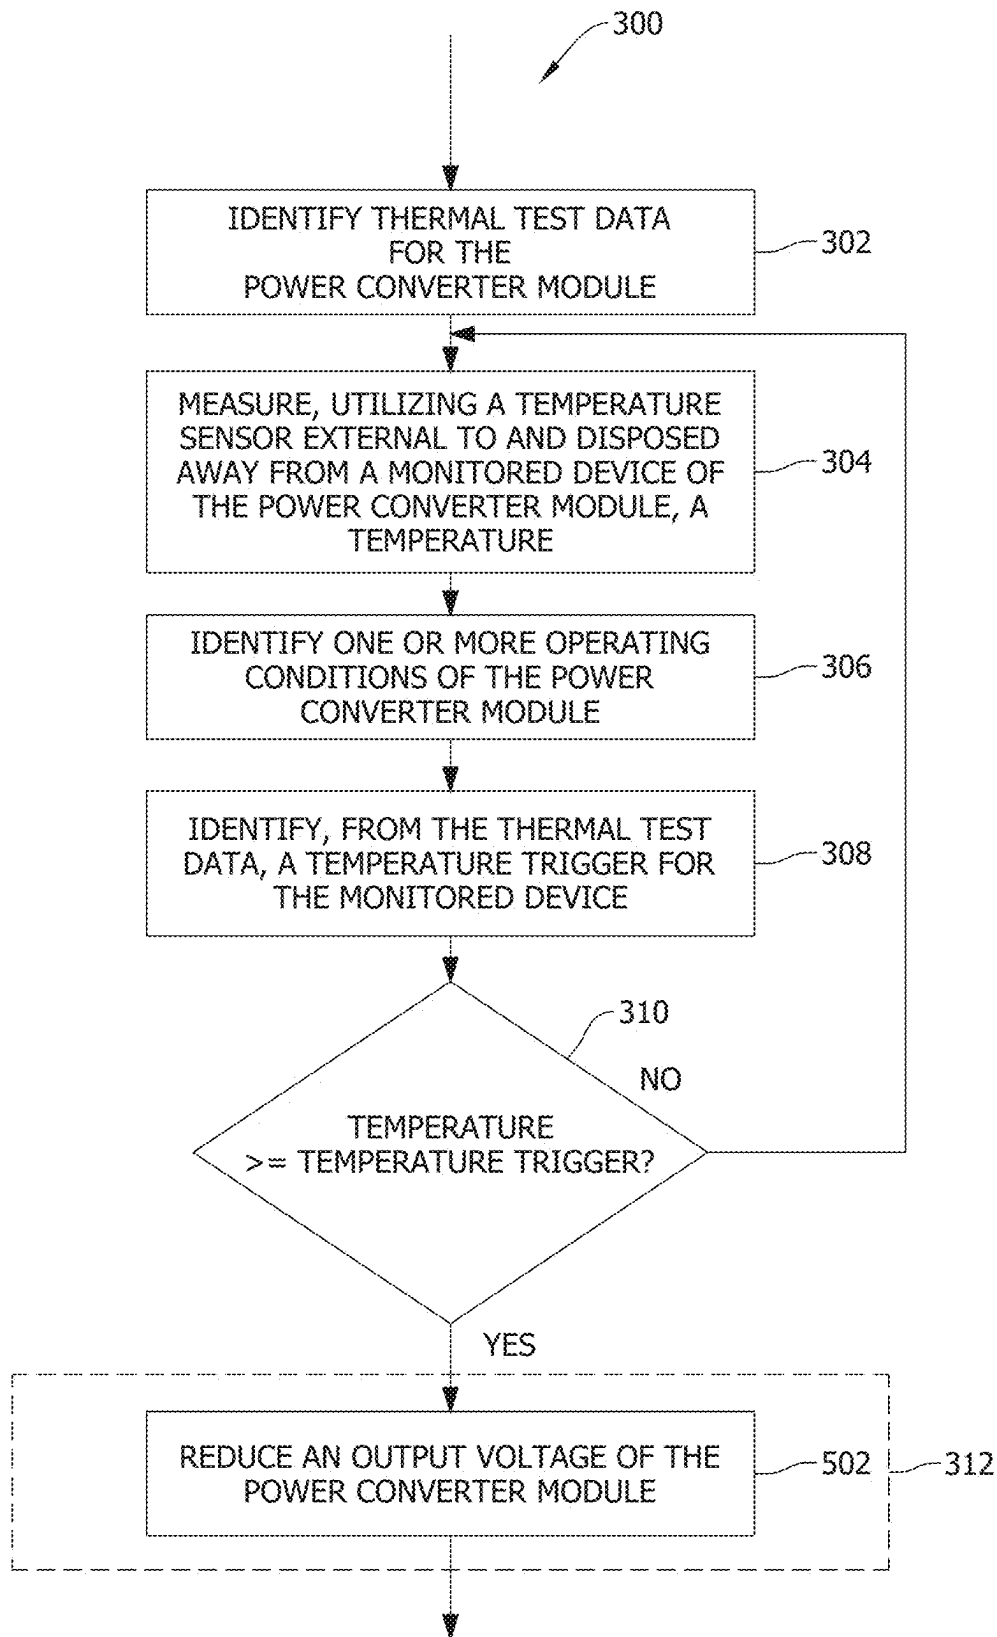 300
IDENTIFY THERMAL TEST DATA
FOR THE
POWER CONVERTER MODULE
302
MEASURE, UTILIZING A TEMPERATURE
SENSOR EXTERNAL TO AND DISPOSED
AWAY FROM A MONITORED DEVICE OF
THE POWER CONVERTER MODULE, A
TEMPERATURE
304
IDENTIFY ONE OR MORE OPERATING
CONDITIONS OF THE POWER
CONVERTER MODULE
306
IDENTIFY, FROM THE THERMAL TEST
DATA, A TEMPERATURE TRIGGER FOR
THE MONITORED DEVICE
308
310
NO
TEMPERATURE
>= TEMPERATURE TRIGGER?
YES
REDUCE AN OUTPUT VOLTAGE OF THE
POWER CONVERTER MODULE
502
312